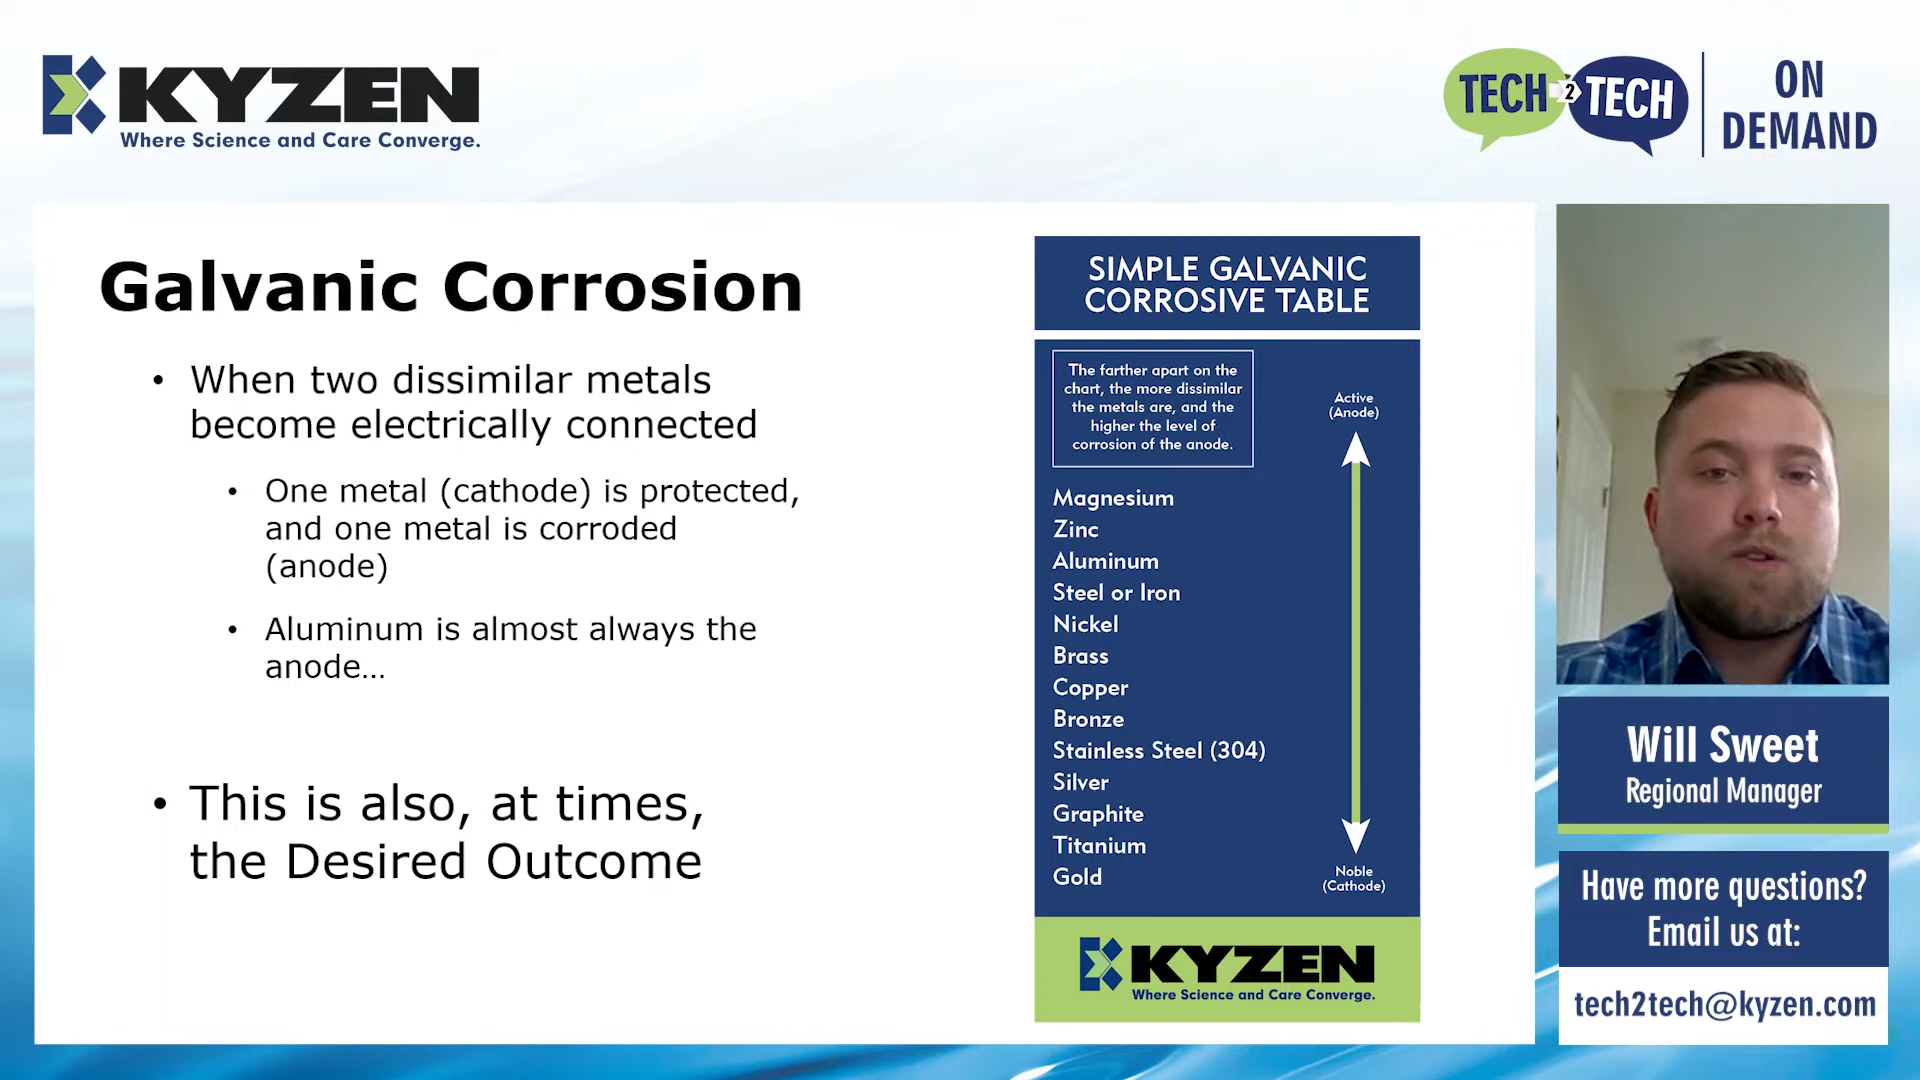 KYZEN
Where Science and Care Converge.
TECH 2 TECH
ON
DEMAND
Galvanic Corrosion
• When two dissimilar metals
become electrically connected
• One metal (cathode) is protected,
and one metal is corroded
(anode)
• Aluminum is almost always the
anode...
• This is also, at times,
the Desired Outcome
SIMPLE GALVANIC
CORROSIVE TABLE
The farther apart on the
chart, the more dissimilar
the metals are, and the
higher the level of
corrosion of the anode.
Active
(Anode)
Magnesium
Zinc
Aluminum
Steel or Iron
Nickel
Brass
Copper
Bronze
Stainless Steel (304)
Silver
Graphite
Titanium
Gold
Noble
(Cathode)
KYZEN
Where Science and Care Converge.
Will Sweet
Regional Manager
Have more questions?
Email us at:
tech2tech@kyzen.com